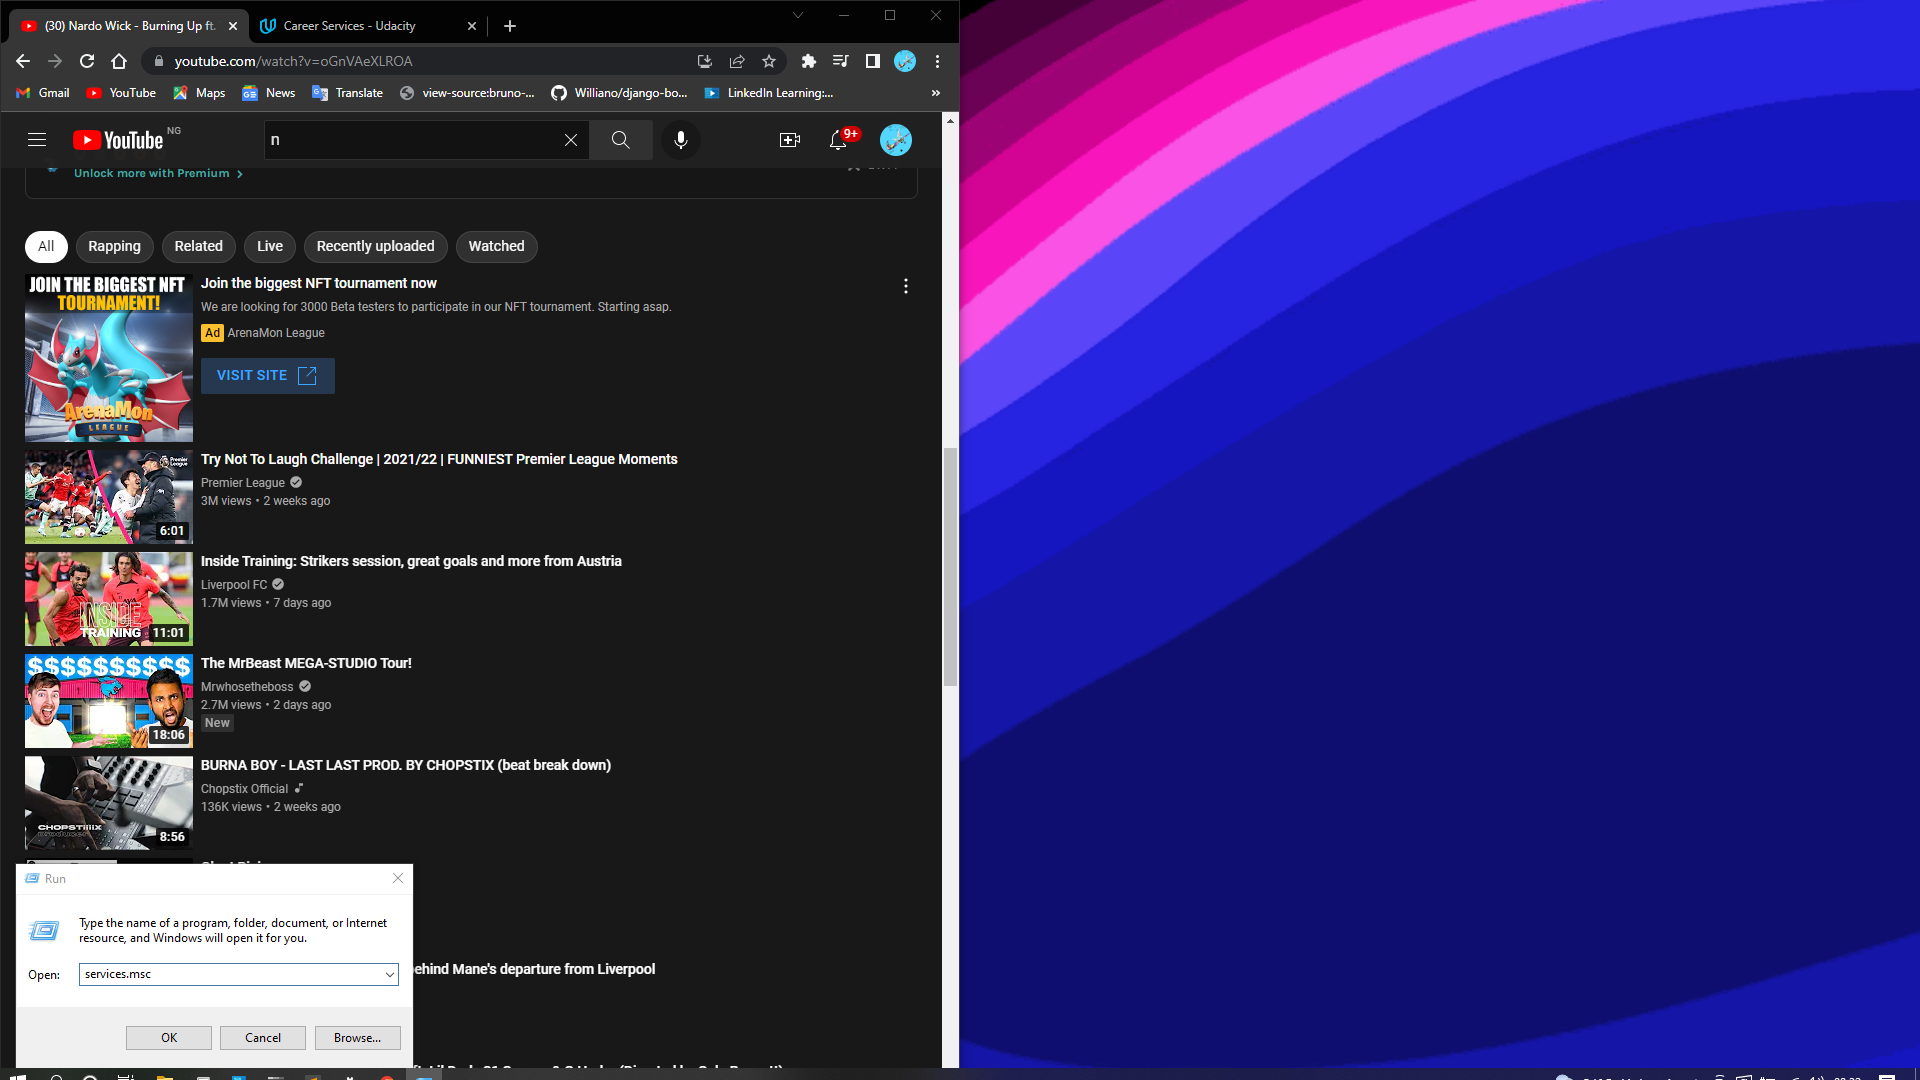 (30) Nardo Wick - Burning Up ft.
Career Services - Udacity
youtube.com/watch?v=oGnVAeXLROA
Gmail
YouTube
Maps
News
Translate
view-source:bruno-...
Williano/django-bo...
LinkedIn Learning:...
»
YouTube NG
n
9+
Unlock more with Premium
All
Rapping
Related
Live
Recently uploaded
Watched
JOIN THE BIGGEST NFT
TOURNAMENT!
ArenaMon
LEAGUE
Join the biggest NFT tournament now
We are looking for 3000 Beta testers to participate in our NFT tournament. Starting asap.
Ad ArenaMon League
VISIT SITE
Premier League
6:01
Try Not To Laugh Challenge | 2021/22 | FUNNIEST Premier League Moments
Premier League
3M views • 2 weeks ago
INSIDE
TRAINING
11:01
Inside Training: Strikers session, great goals and more from Austria
Liverpool FC
1.7M views • 7 days ago
$$$$$$$$$$
18:06
The MrBeast MEGA-STUDIO Tour!
Mrwhosetheboss
2.7M views • 2 days ago
New
CHOPSTIIIX
producer
8:56
BURNA BOY - LAST LAST PROD. BY CHOPSTIX (beat break down)
Chopstix Official
136K views • 2 weeks ago
Run
Type the name of a program, folder, document, or Internet
resource, and Windows will open it for you.
Open:
services.msc
OK
Cancel
Browse...
ehind Mane's departure from Liverpool